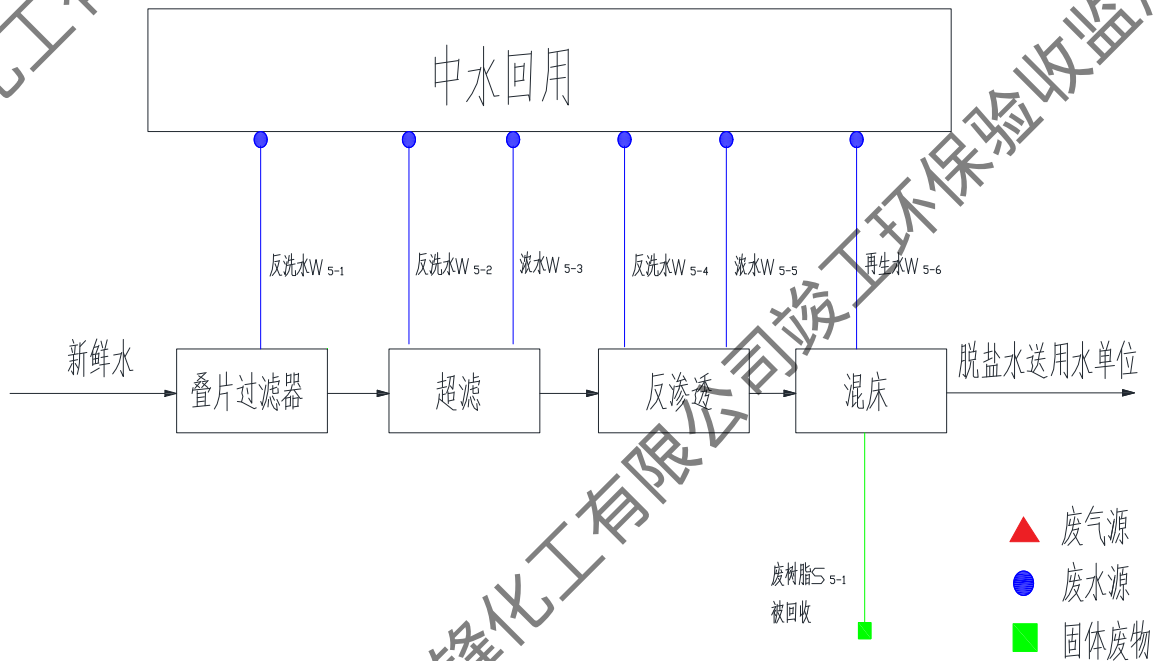 中水回用
反洗水W 5-1
反洗水W 5-2
浓水W 5-3
反洗水W 5-4
浓水W 5-5
再生水W 5-6
新鲜水
叠片过滤器
超滤
反渗透
混床
脱盐水送用水单位
废树脂S 5-1
被回收
废气源
废水源
固体废物
锋化工有限公司竣工环保验收监
化工有